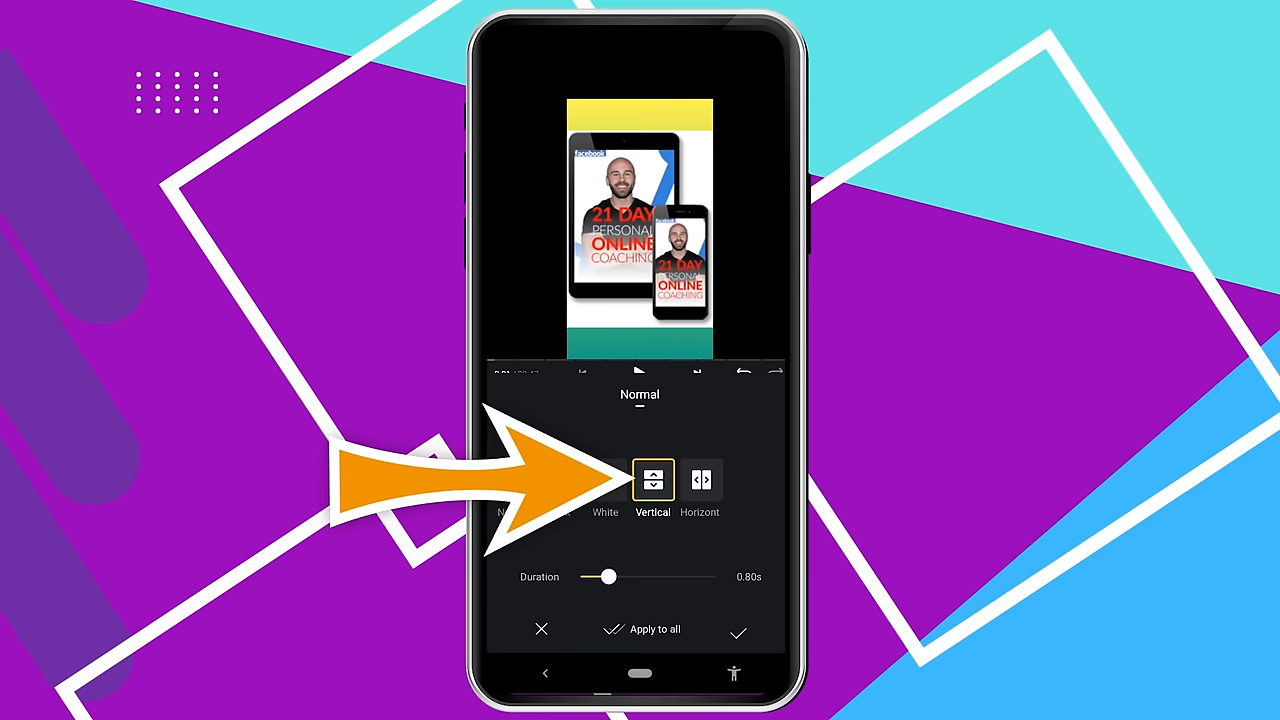 facebook
21 DAY
PERSONAL
ONLINE
COACHING
facebook
21 DAY
PERSONAL
ONLINE
COACHING
Normal
White
Vertical
Horizont
Duration
0.80s
Apply to all